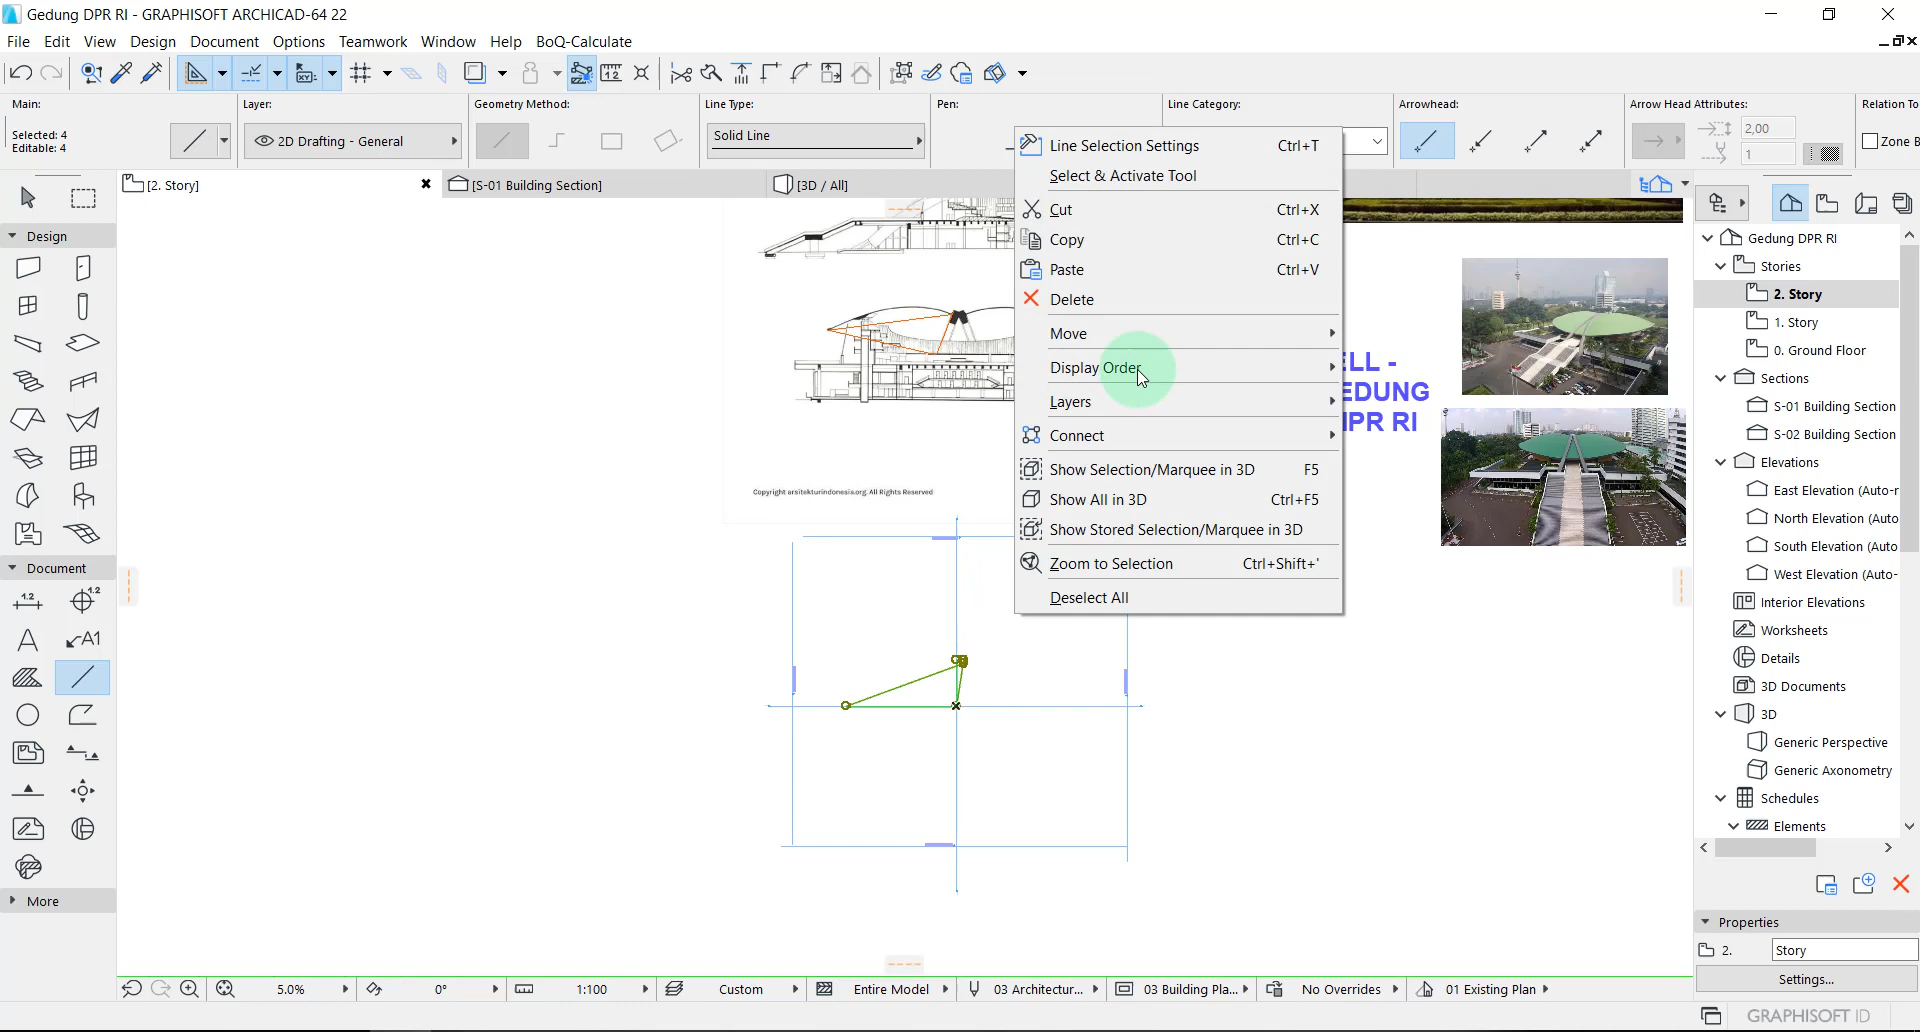 Gedung DPR RI - GRAPHISOFT ARCHICAD-64 22
File Edit View Design Document Options Teamwork Window Help BoQ-Calculate
Main:
Selected: 4
Editable: 4
Layer:
2D Drafting - General
Geometry Method:
Line Type:
Solid Line
Pen:
Line Category:
Arrowhead:
Arrow Head Attributes:
2,00
1
Relation To
Zone B
[2. Story]
[S-01 Building Section]
[3D / All]
Design
Document
More
Line Selection Settings Ctrl+T
Select & Activate Tool
Cut Ctrl+X
Copy Ctrl+C
Paste Ctrl+V
Delete
Move
Display Order
Layers
Connect
Show Selection/Marquee in 3D F5
Show All in 3D Ctrl+F5
Show Stored Selection/Marquee in 3D
Zoom to Selection Ctrl+Shift+'
Deselect All
Copyright arsitekturindonesia.org. All Rights Reserved
ELL -
EDUNG
DPR RI
Gedung DPR RI
Stories
2. Story
1. Story
0. Ground Floor
Sections
S-01 Building Section
S-02 Building Section
Elevations
East Elevation (Auto-r
North Elevation (Auto
South Elevation (Auto
West Elevation (Auto-
Interior Elevations
Worksheets
Details
3D Documents
3D
Generic Perspective
Generic Axonometry
Schedules
Elements
Properties
2. Story
Settings...
5.0% 0° 1:100 Custom Entire Model 03 Architectur... 03 Building Pla... No Overrides 01 Existing Plan
GRAPHISOFT ID